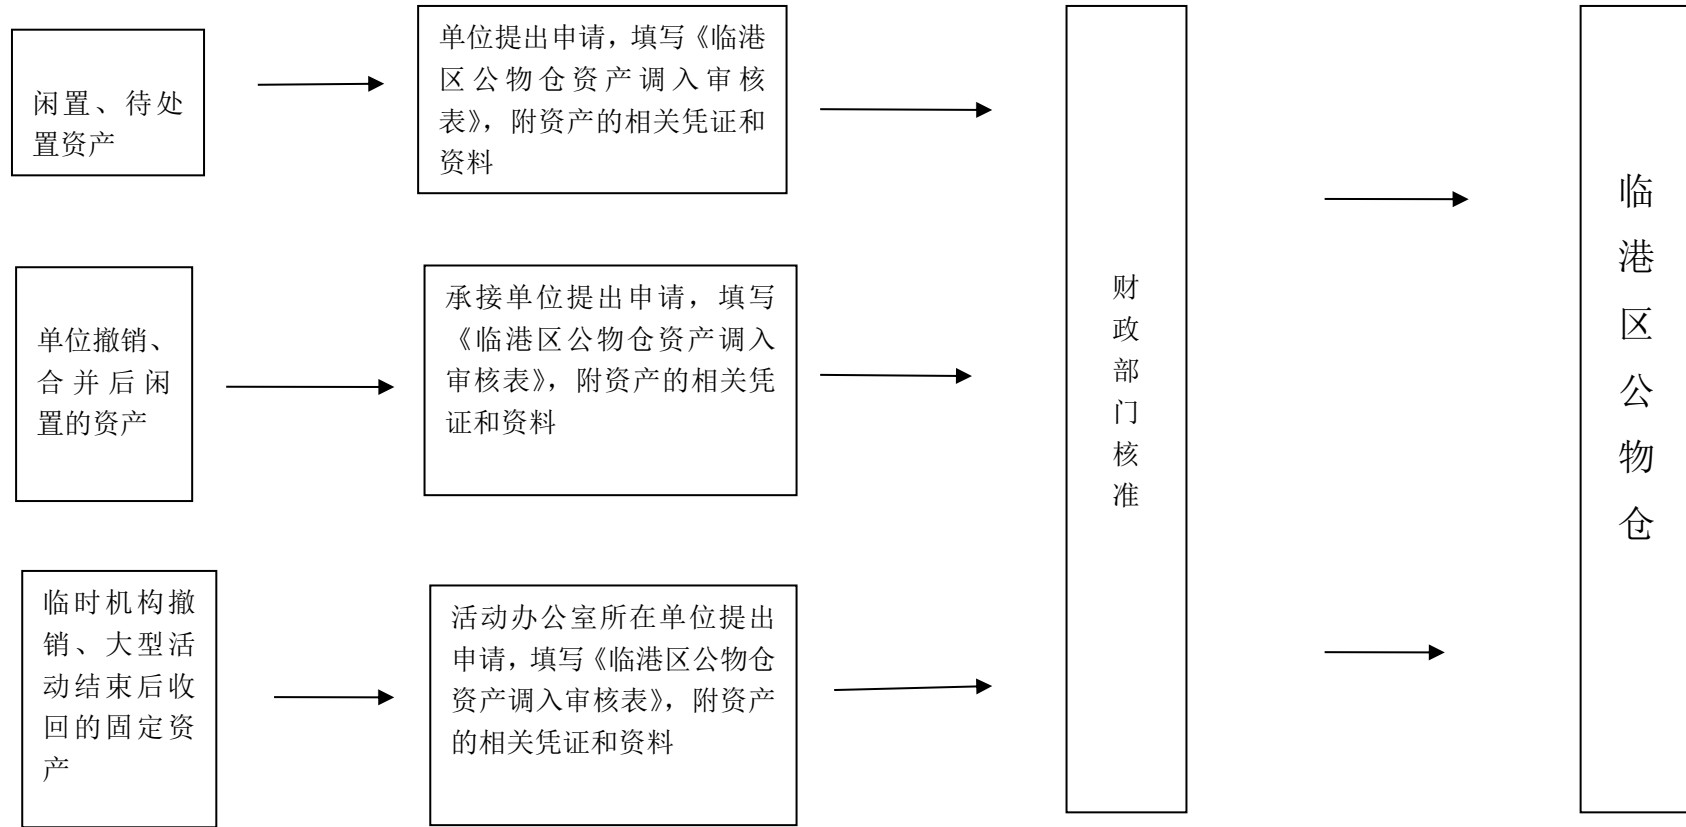 闲置、待处
置资产
单位提出申请，填写《临港
区公物仓资产调入审核
表》，附资产的相关凭证和
资料
单位撤销、
合并后闲
置的资产
承接单位提出申请，填写
《临港区公物仓资产调入
审核表》，附资产的相关凭
证和资料
临时机构撤
销、大型活
动结束后收
回的固定资
产
活动办公室所在单位提出
申请，填写《临港区公物仓
资产调入审核表》，附资产
的相关凭证和资料
财
政
部
门
核
准
临
港
区
公
物
仓